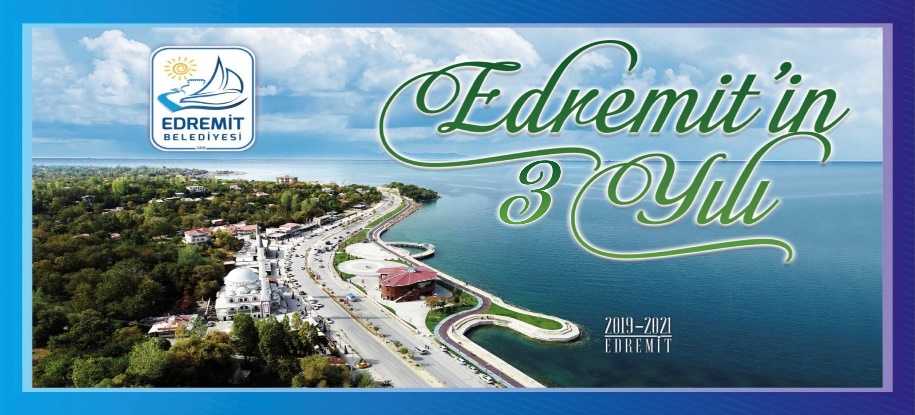 EDREMİT
BELEDİYESİ
Edremit'in
3 Yılı
2019-2021
EDREMİT